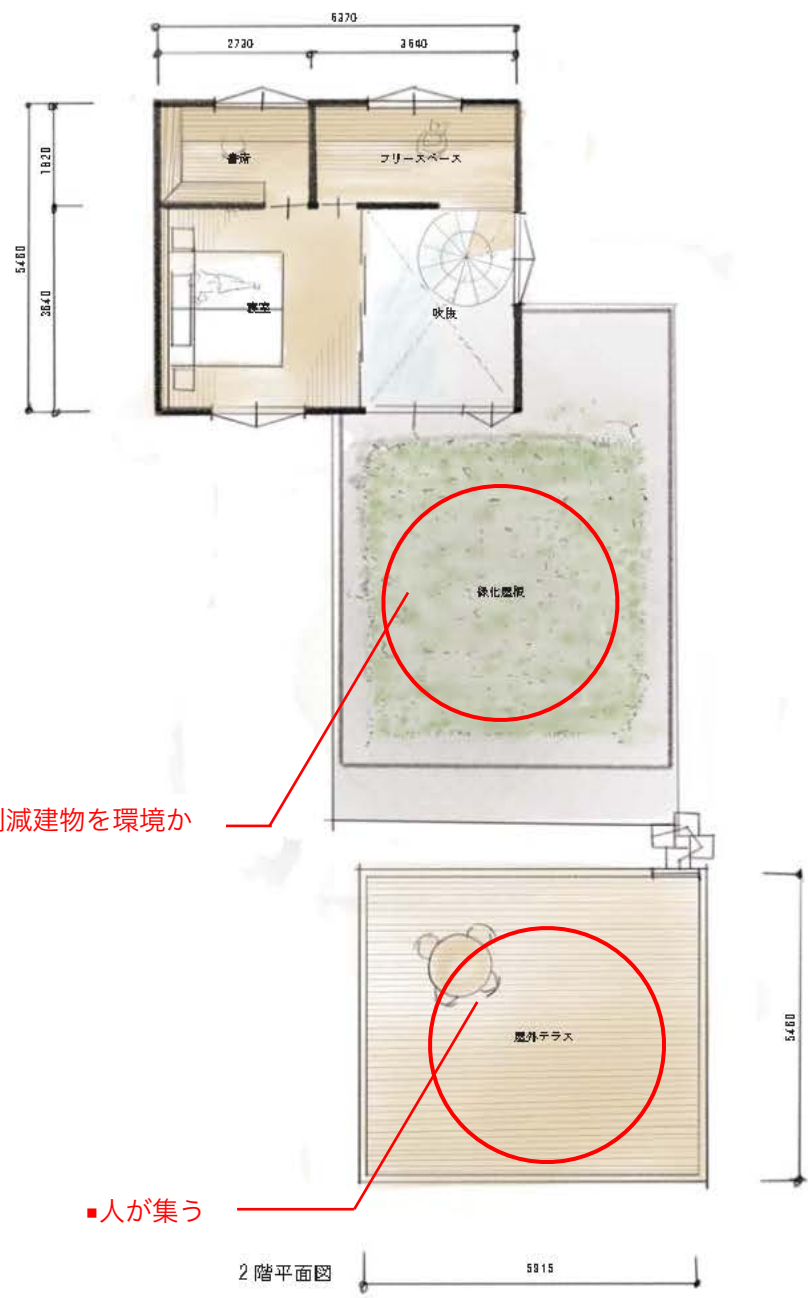 6370
2730
3640
1820
5460
3640
書斎
フリースペース
寝室
吹抜
緑化屋根
削減建物を環境か
屋外テラス
5460
■人が集う
2階平面図
5915